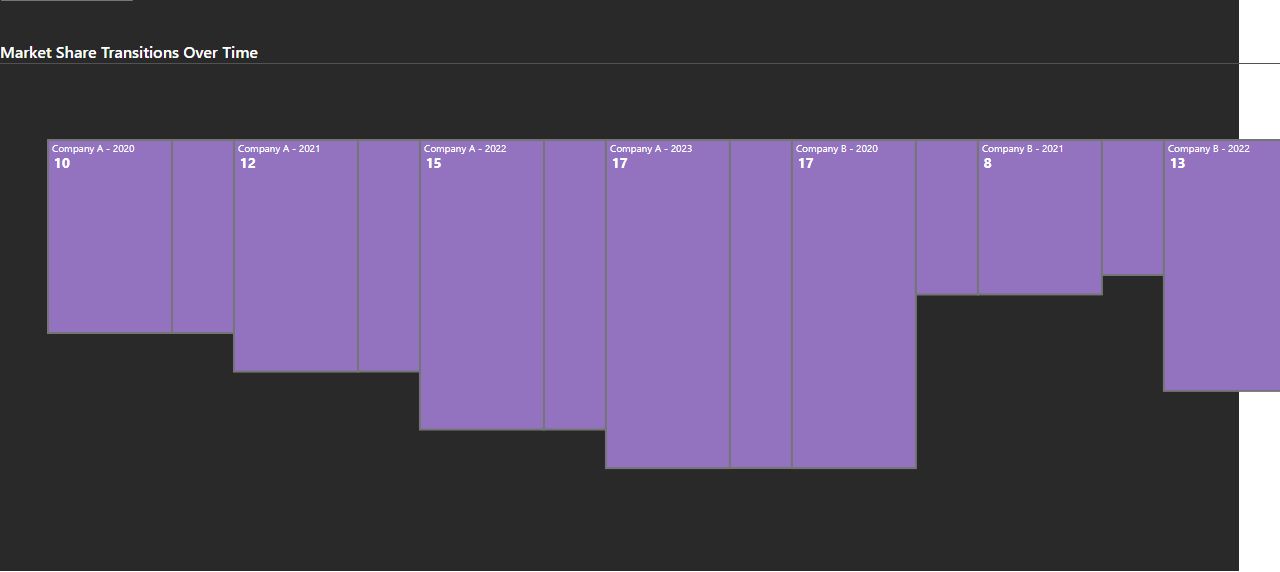 Market Share Transitions Over Time
Company A - 2020
10
Company A - 2021
12
Company A - 2022
15
Company A - 2023
17
Company B - 2020
17
Company B - 2021
8
Company B - 2022
13